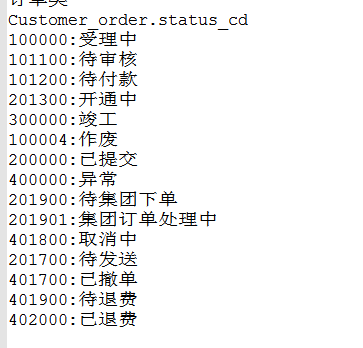 Customer_order.status_cd
100000:受理中
101100:待审核
101200:待付款
201300:开通中
300000:竣工
100004:作废
200000:已提交
400000:异常
201900:待集团下单
201901:集团订单处理中
401800:取消中
201700:待发送
401700:已撤单
401900:待退费
402000:已退费